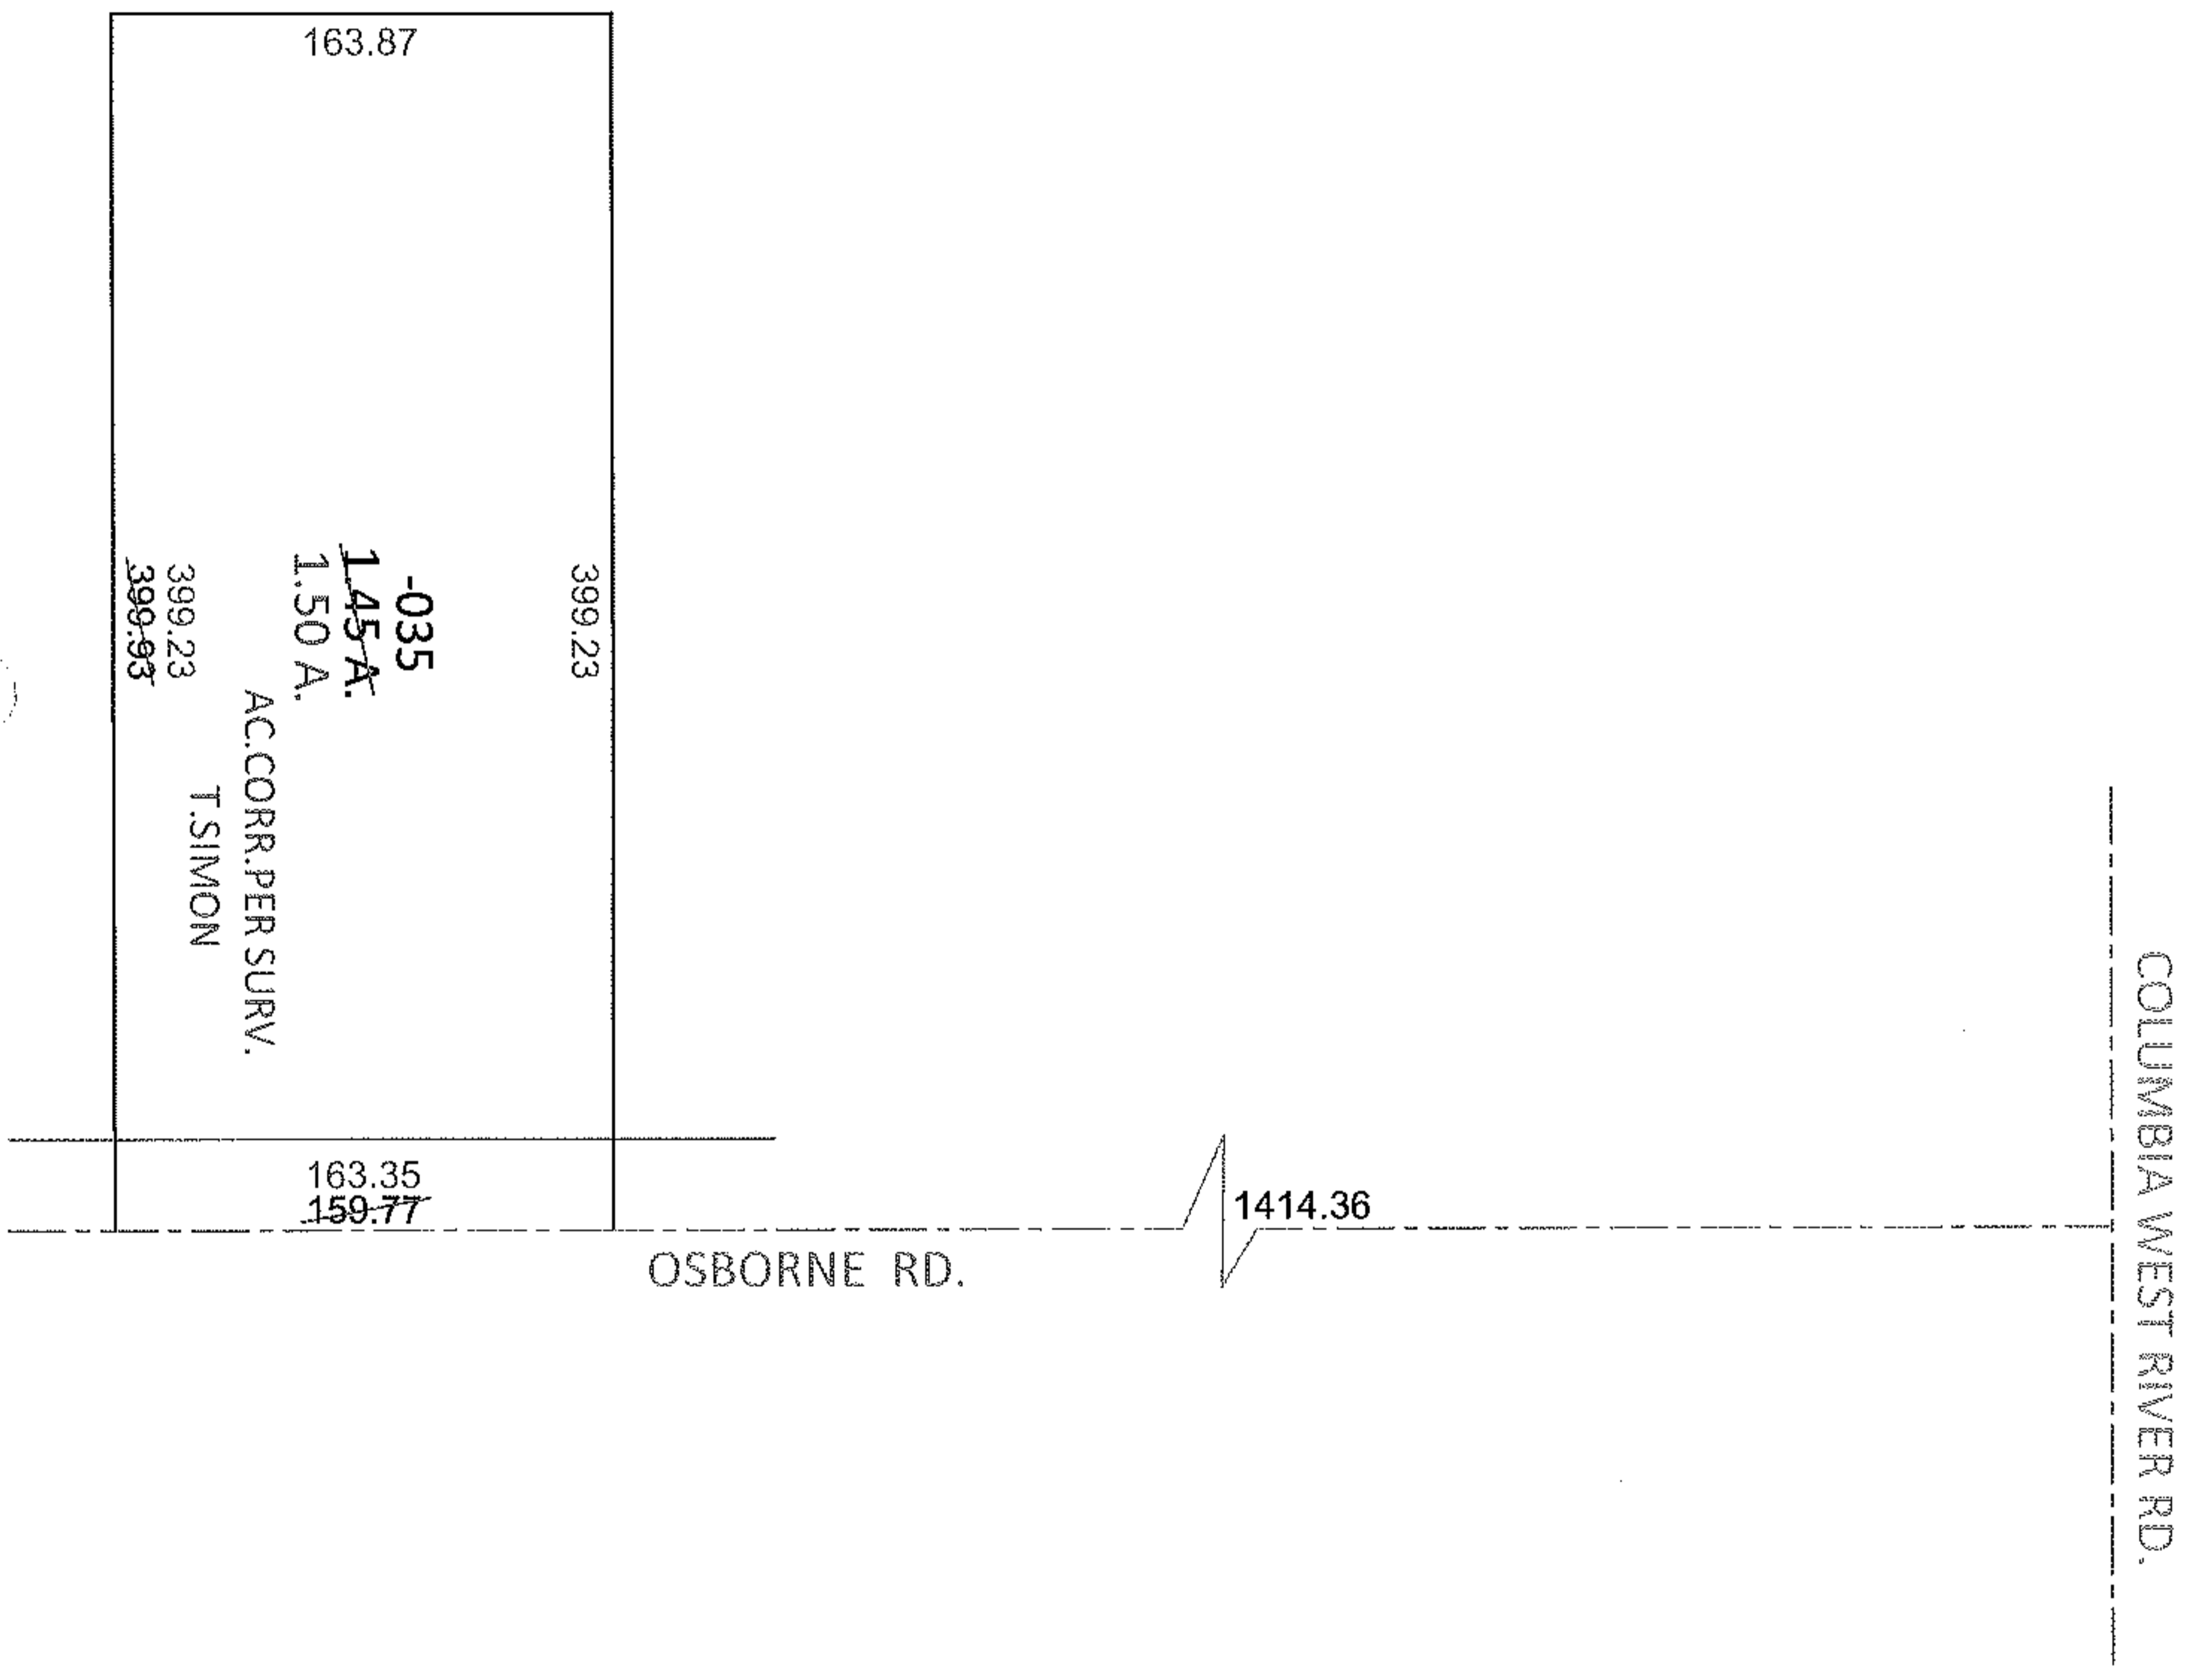 163.87
399.23
-035
1.45 A.
1.50 A.
399.23
399.93
AC.CORR.PER SURV.
T.SIMON
163.35
159.77
1414.36
OSBORNE RD.
COLUMBIA WEST RIVER RD.